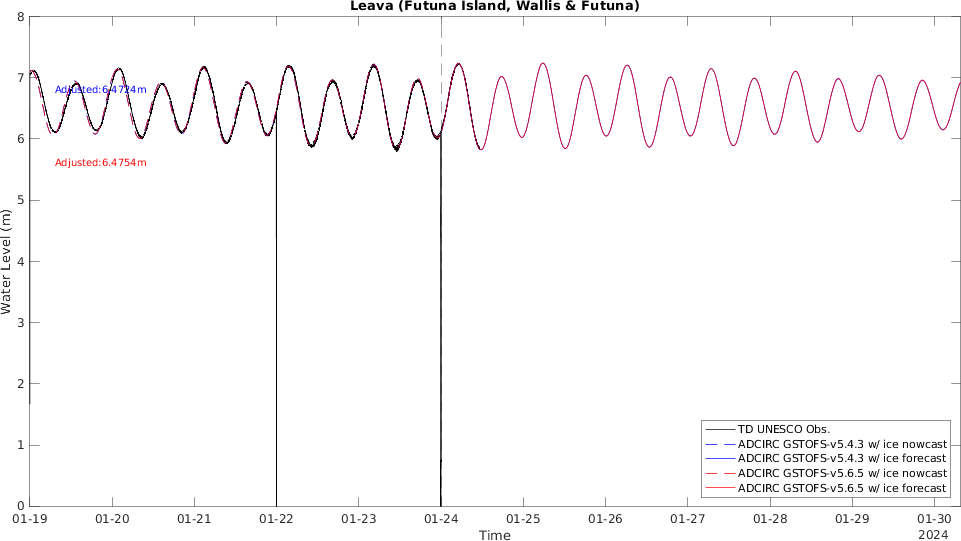 Leava (Futuna Island, Wallis & Futuna)
8
7
6
5
4
3
2
1
0
Water Level (m)
Adjusted:6.4724m
Adjusted:6.4754m
TD UNESCO Obs.
ADCIRC GSTOFS-v5.4.3 w/ ice nowcast
ADCIRC GSTOFS-v5.4.3 w/ ice forecast
ADCIRC GSTOFS-v5.6.5 w/ ice nowcast
ADCIRC GSTOFS-v5.6.5 w/ ice forecast
01-19 01-20 01-21 01-22 01-23 01-24 01-25 01-26 01-27 01-28 01-29 01-30
Time
2024